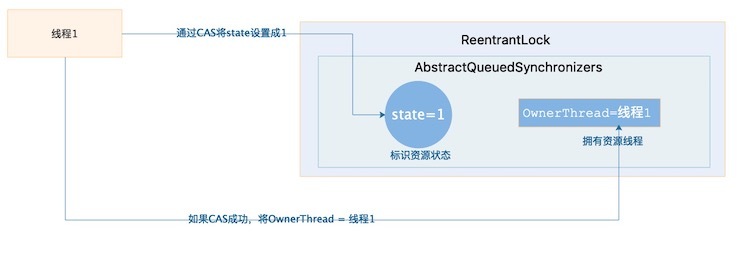 线程1
通过CAS将state设置成1
ReentrantLock
AbstractQueuedSynchronizers
state=1
OwnerThread=线程1
标识资源状态
拥有资源线程
如果CAS成功，将OwnerThread = 线程1